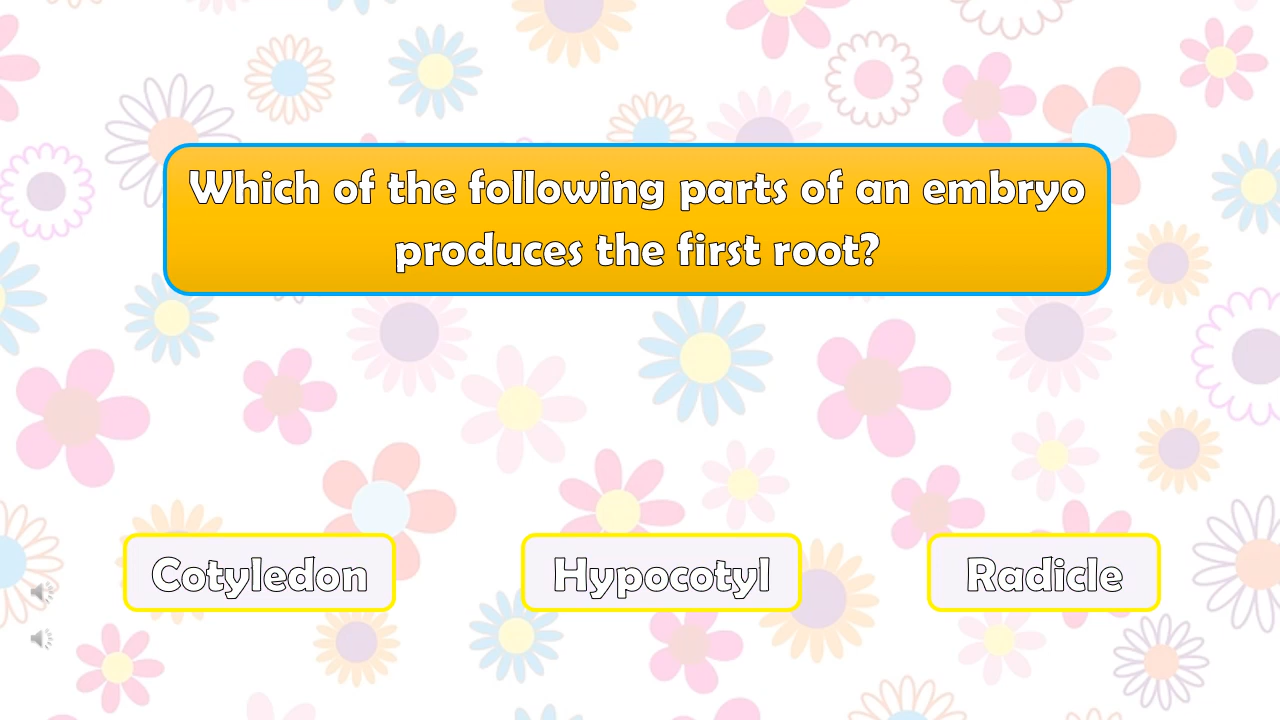 Which of the following parts of an embryo
produces the first root?
Cotyledon
Hypocotyl
Radicle